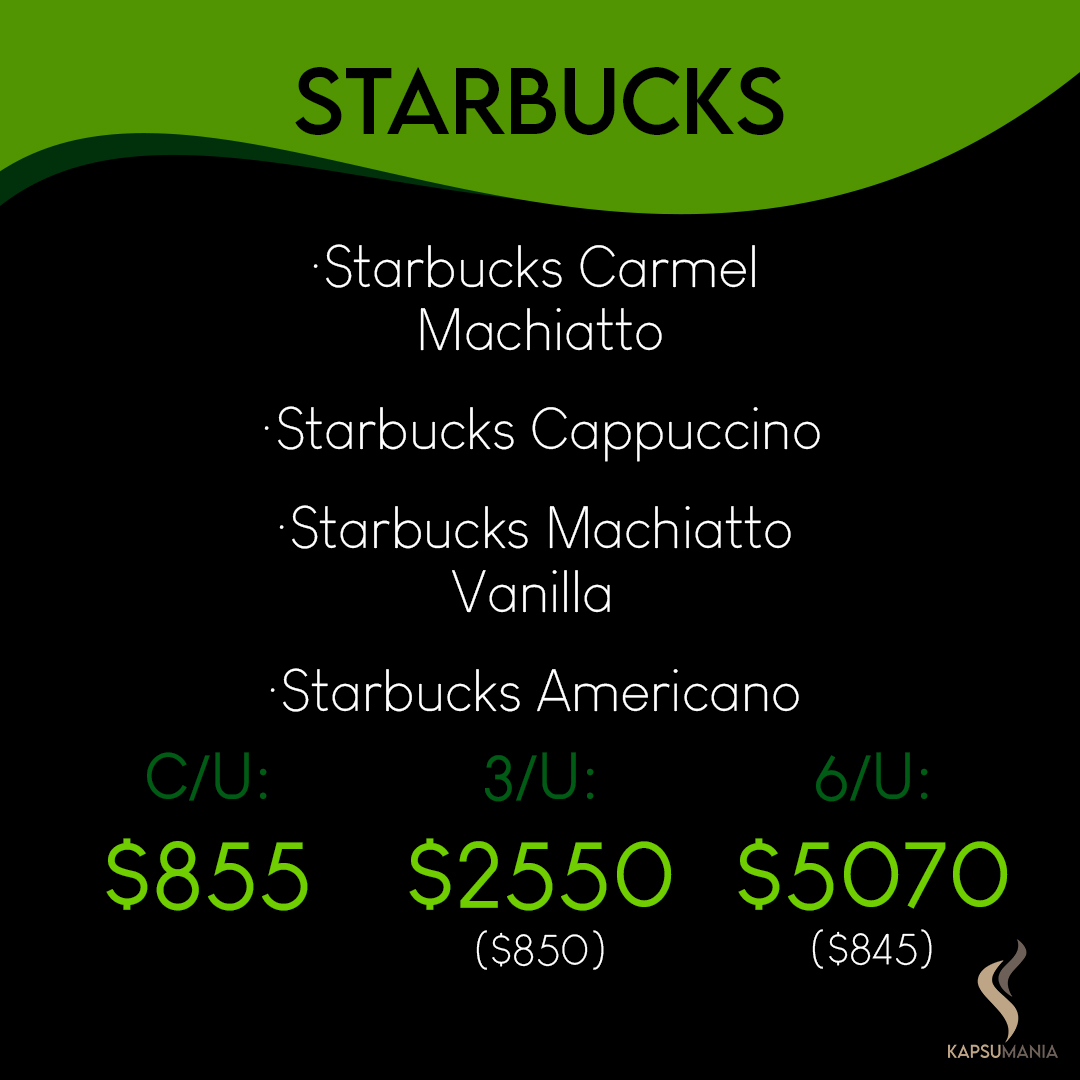 STARBUCKS
·Starbucks Carmel
Machiatto
·Starbucks Cappuccino
·Starbucks Machiatto
Vanilla
·Starbucks Americano
C/U: 3/U: 6/U:
$855 $2550 $5070
($850) ($845)
KAPSUMANIA